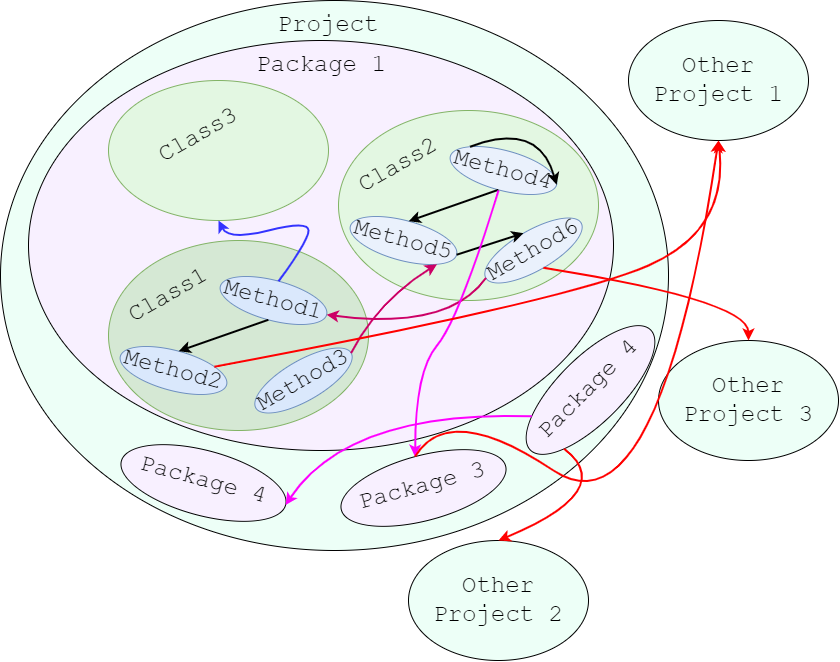 Project
Package 1
Other
Project 1
Class3
Class2
Method4
Method5
Method6
Class1
Method1
Method2
Method3
Package 4
Other
Project 3
Package 4
Package 3
Other
Project 2